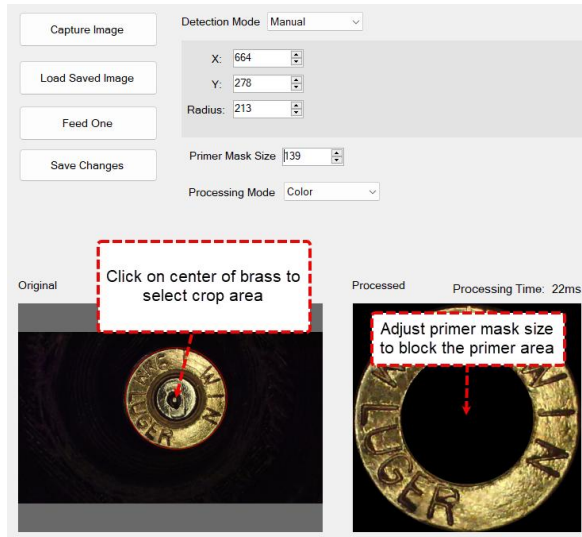 Capture Image
Load Saved Image
Feed One
Save Changes
Detection Mode Manual
X: 664
Y: 278
Radius: 213
Primer Mask Size 139
Processing Mode Color
Original
Click on center of brass to
select crop area
Processed Processing Time: 22ms
Adjust primer mask size
to block the primer area
WIN
LUGER
WIN
LUGER